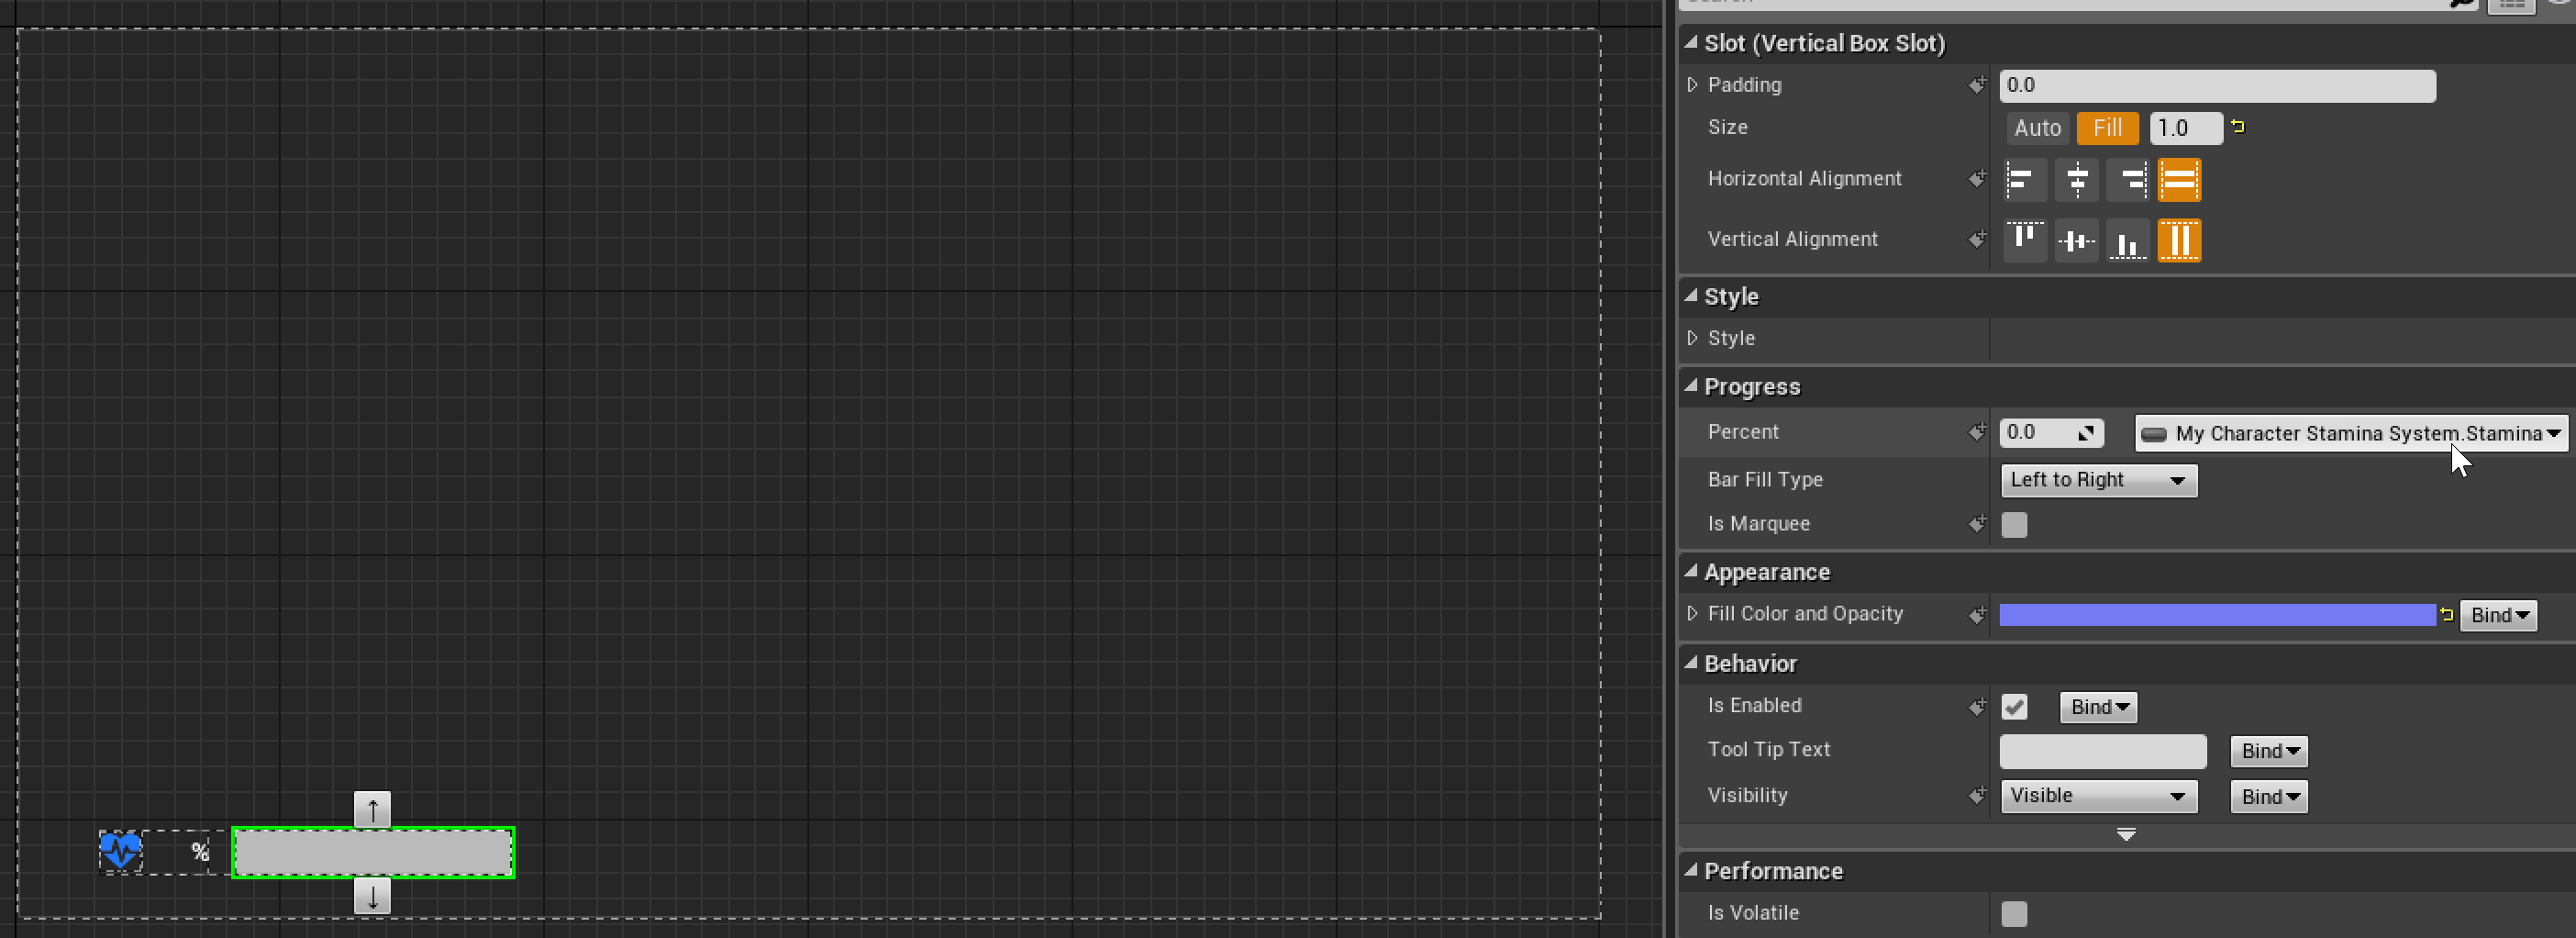 Slot (Vertical Box Slot)
Padding 0.0
Size Auto Fill 1.0
Horizontal Alignment
Vertical Alignment
Style
Style
Progress
Percent 0.0 My Character Stamina System.Stamina
Bar Fill Type Left to Right
Is Marquee
Appearance
Fill Color and Opacity Bind
Behavior
Is Enabled Bind
Tool Tip Text Bind
Visibility Visible Bind
%
Performance
Is Volatile